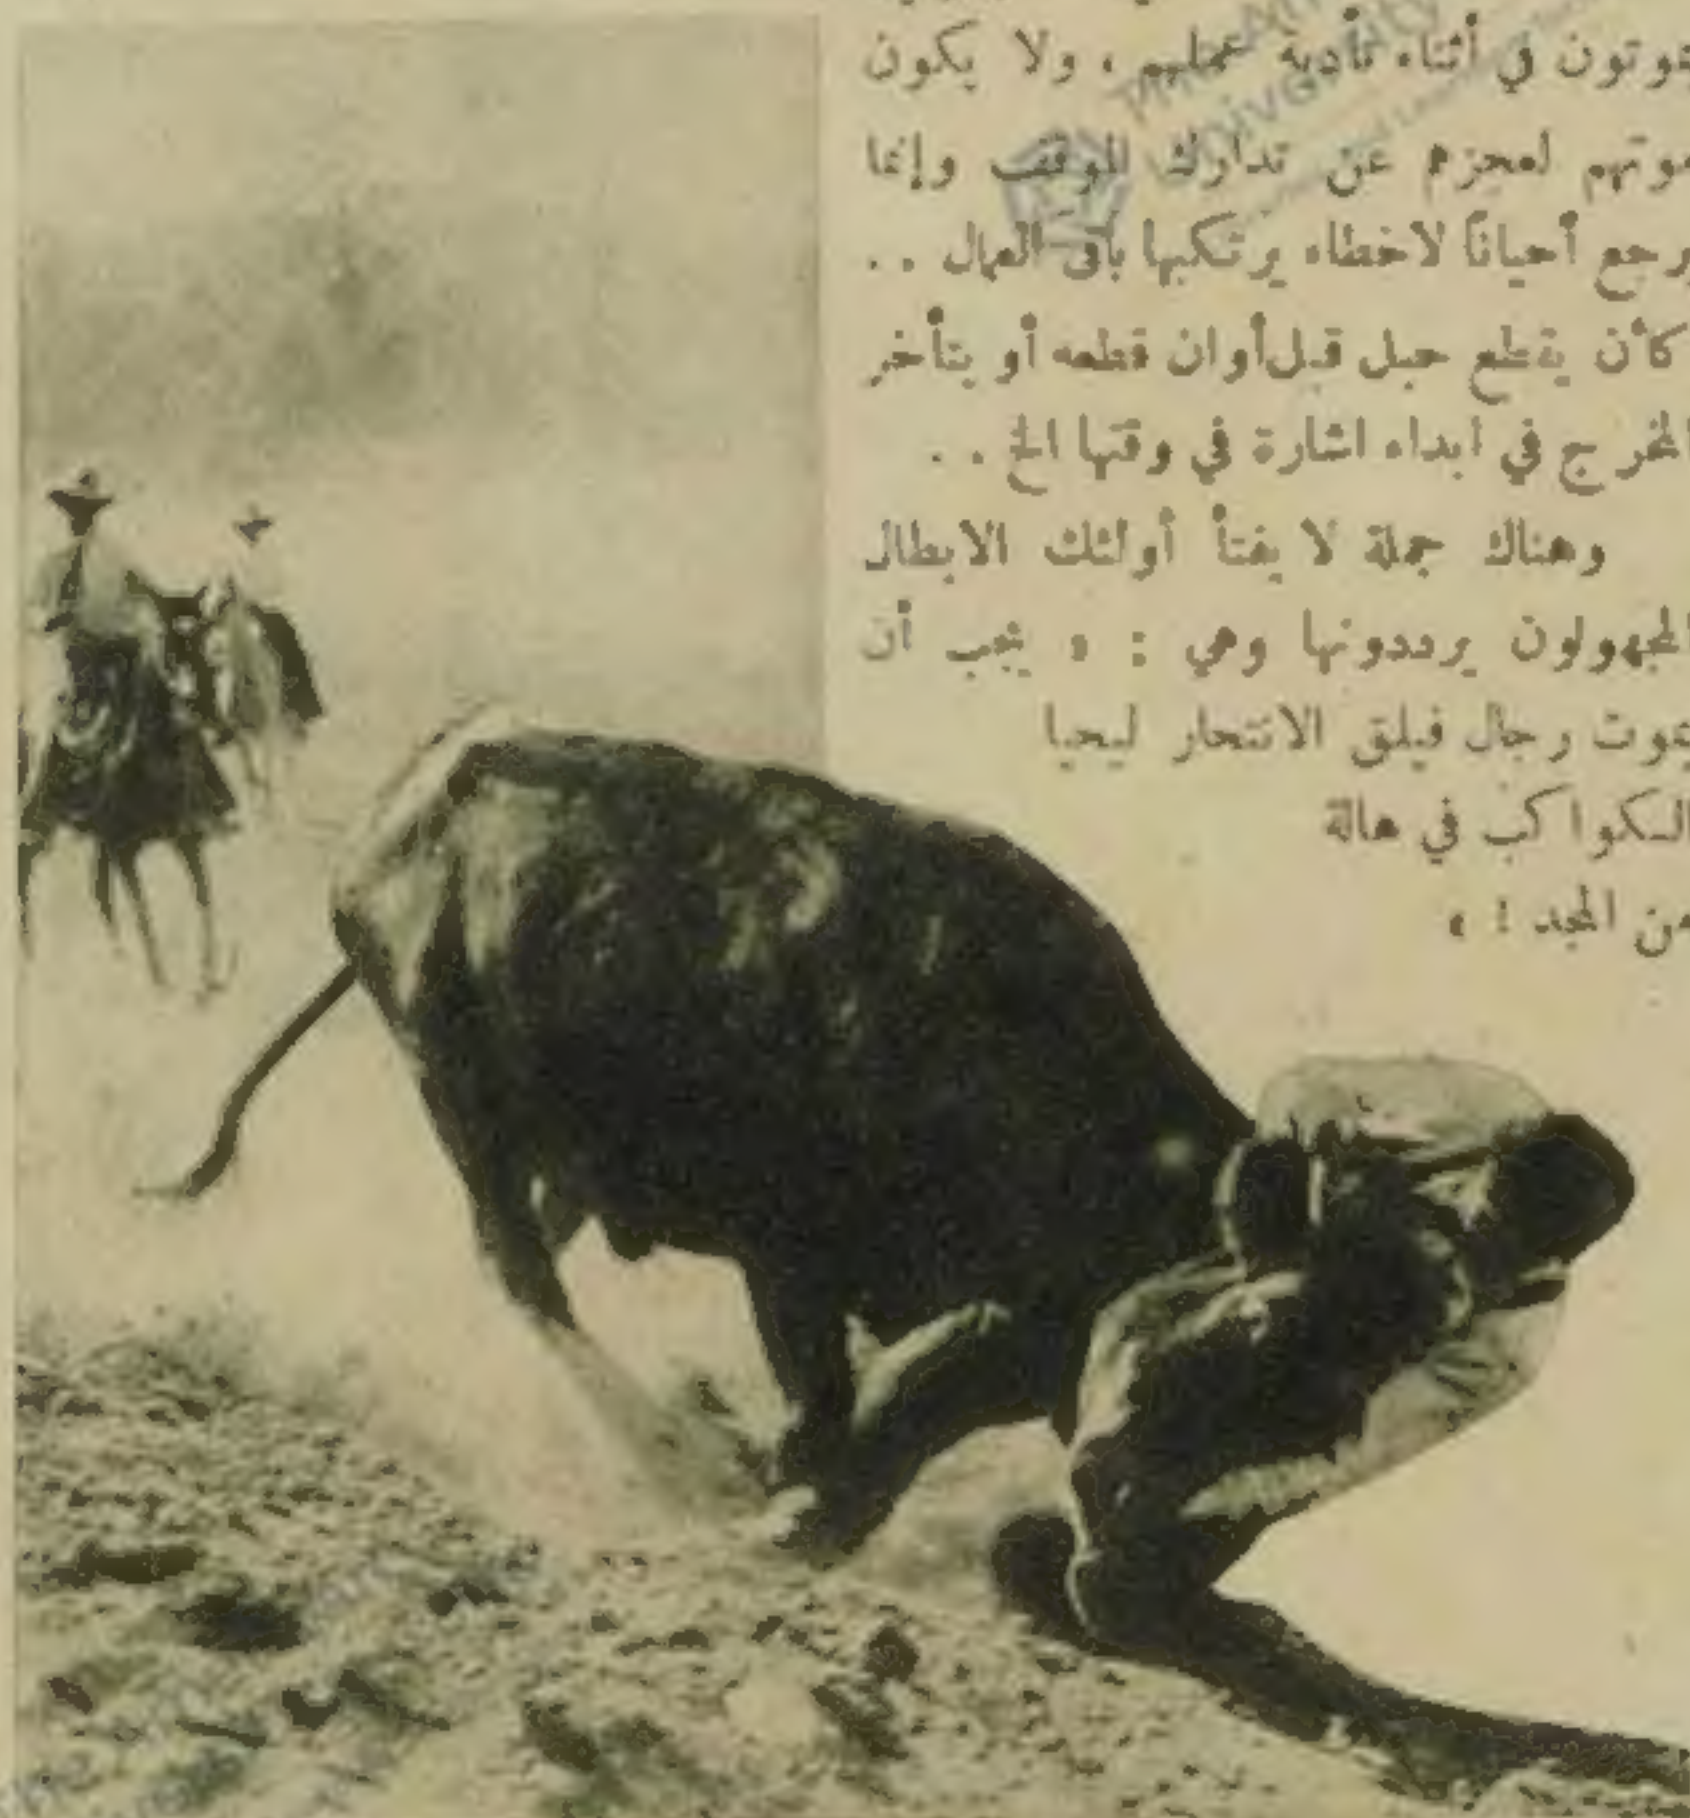 يموتون في أثناء تأدية عملهم ، ولا يكون
موتهم لعجزهم عن تدارك الموقف وإنما
يرجع أحياناً لاخطاء يرتكبها باقي العمال . .
كأن يقطع حبل قبل أوان قطعه أو يتأخر
المخرج في ابداء اشارة في وقتها الخ . .
وهناك جملة لا يفتأ أولئك الابطال
المجهولون يرددونها وهي : « يجب أن
يموت رجال فيلق الانتحار ليحيا
الكواكب في هالة
من المجد ! »